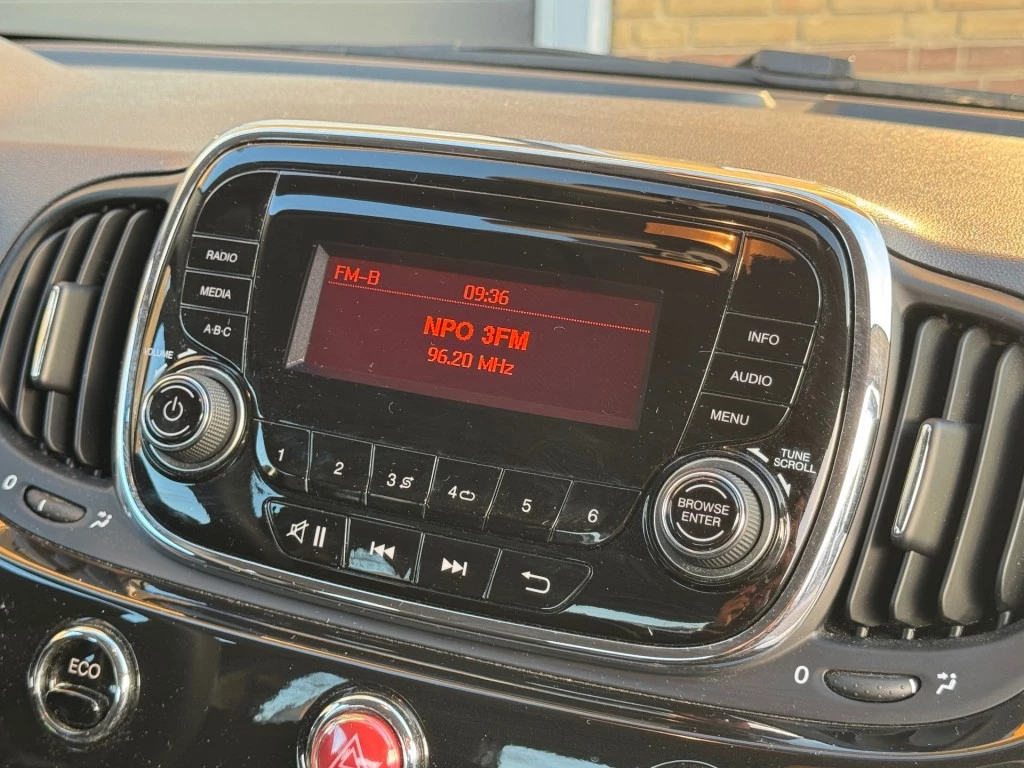 FM-B
09:36
NPO 3FM
96.20 MHz
RADIO
MEDIA
A·B·C
VOLUME
INFO
AUDIO
MENU
TUNE
SCROLL
BROWSE
ENTER
1
2
3
4
5
6
0
0
ECO